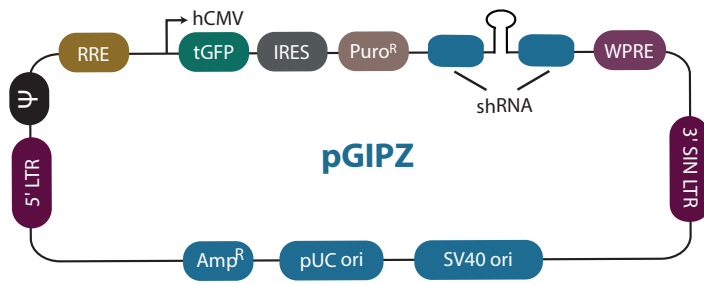 hCMV
RRE
tGFP
IRES
Puroᴿ
WPRE
shRNA
Ψ
5' LTR
pGIPZ
3' SIN LTR
Ampᴿ
pUC ori
SV40 ori